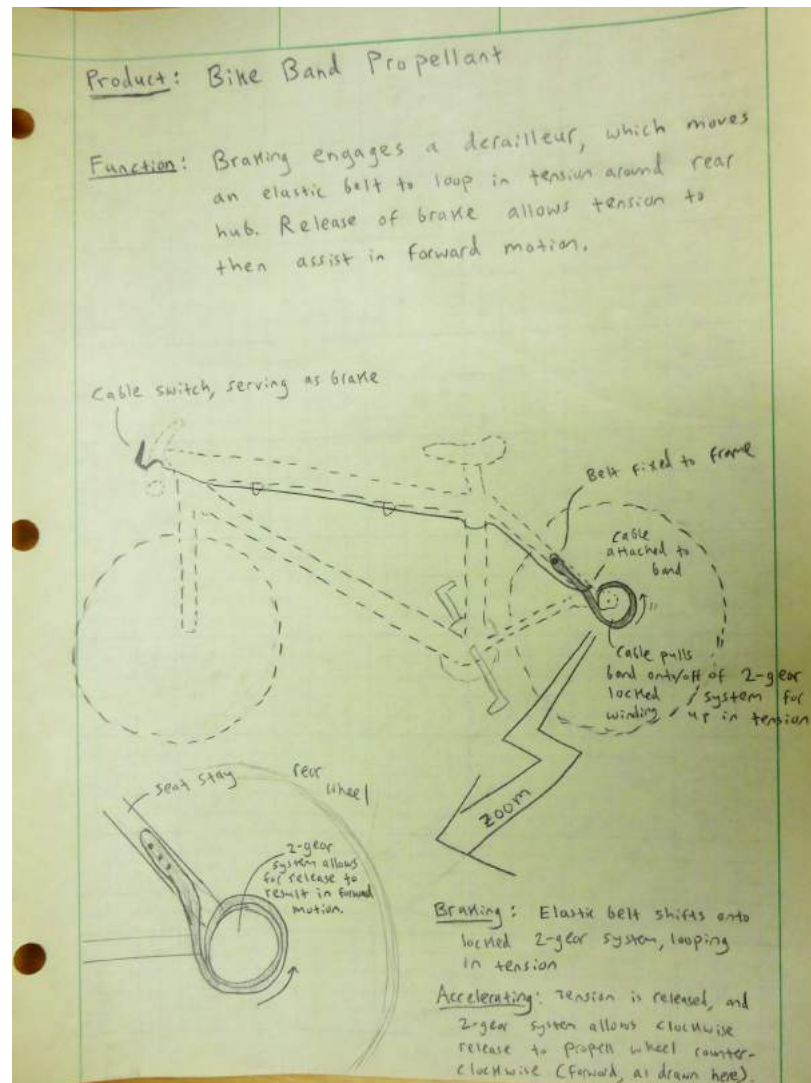 Product: Bike Band Propellant
Function: Braking engages a derailleur, which moves
an elastic belt to loop in tension around rear
hub. Release of brake allows tension to
then assist in forward motion.
Cable switch, serving as brake
Belt fixed to frame
Cable
attached to
band
Cable pulls
band onto/off of 2-gear
locked system for
winding up in tension
ZOOM
seat stay
rear
wheel
2-gear
system allows
for release to
result in forward
motion.
Braking: Elastic belt shifts onto
locked 2-gear system, looping
in tension
Accelerating: Tension is released, and
2-gear system allows clockwise
release to propell wheel counter-
clockwise (forward, as drawn here).